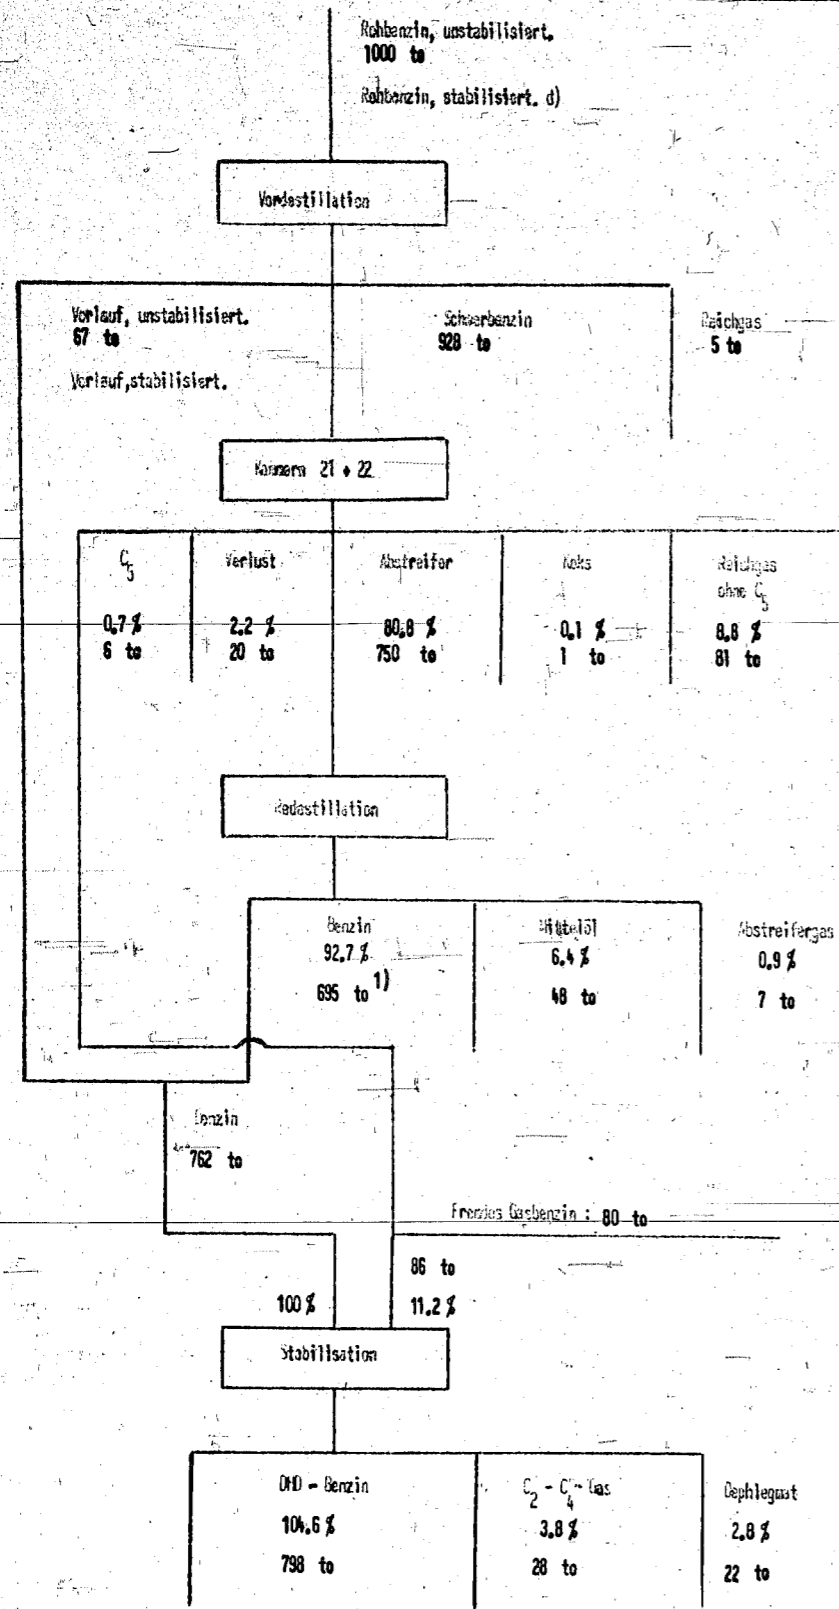 Rohbenzin, unstabilisiert.
1000 to
Rohbenzin, stabilisiert. d)
Vordestillation
Vorlauf, unstabilisiert.
67 to
Vorlauf,stabilisiert.
Schwerbenzin
928 to
Reichgas
5 to
Kammern 21 + 22
C5
0,7 %
6 to
Verlust
2.2 %
20 to
Abstreifer
80,8 %
750 to
Koks
0.1 %
1 to
Reichgas
ohne C5
8.8 %
81 to
Redestillation
Benzin
92.7 %
695 to 1)
Mittelöl
6.4 %
48 to
Abstreifergas
0.9 %
7 to
Benzin
762 to
Fremdes Gasbenzin : 80 to
86 to
100 %
11.2 %
Stabilisation
DHD - Benzin
104.6 %
798 to
C2 - C4 - Gas
3.8 %
28 to
Dephlegmat
2.8 %
22 to